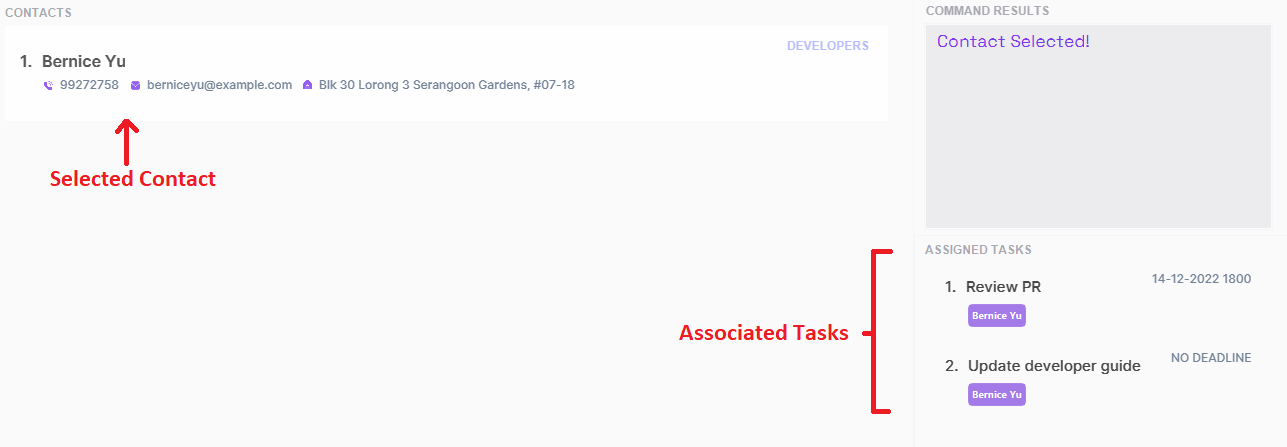 CONTACTS
1. Bernice Yu
DEVELOPERS
99272758 berniceyu@example.com Blk 30 Lorong 3 Serangoon Gardens, #07-18
Selected Contact
COMMAND RESULTS
Contact Selected!
ASSIGNED TASKS
1. Review PR
14-12-2022 1800
Bernice Yu
Associated Tasks
2. Update developer guide
NO DEADLINE
Bernice Yu